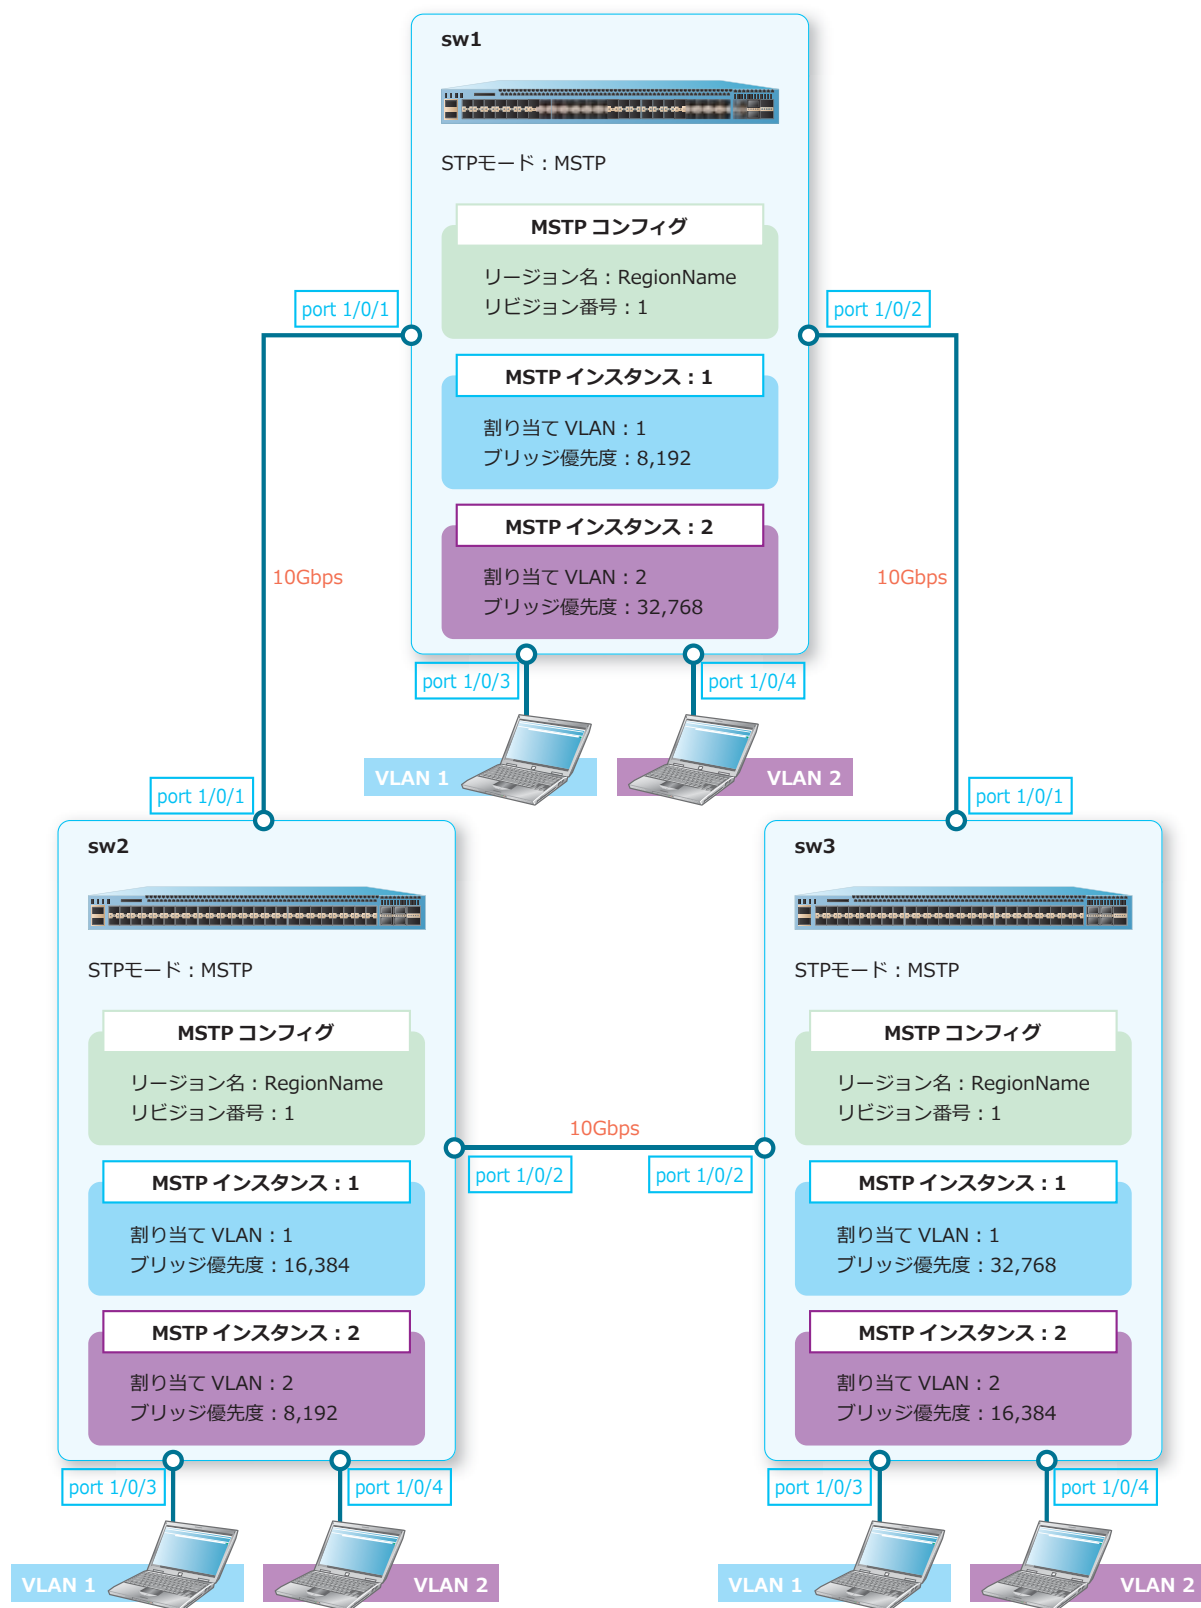 sw1
STPモード：MSTP
MSTP コンフィグ
リージョン名：RegionName
リビジョン番号：1
port 1/0/1
port 1/0/2
MSTP インスタンス：1
割り当て VLAN：1
ブリッジ優先度：8,192
MSTP インスタンス：2
割り当て VLAN：2
ブリッジ優先度：32,768
10Gbps
10Gbps
port 1/0/3
port 1/0/4
VLAN 1
VLAN 2
port 1/0/1
port 1/0/1
sw2
STPモード：MSTP
MSTP コンフィグ
リージョン名：RegionName
リビジョン番号：1
10Gbps
port 1/0/2
port 1/0/2
MSTP インスタンス：1
割り当て VLAN：1
ブリッジ優先度：16,384
MSTP インスタンス：2
割り当て VLAN：2
ブリッジ優先度：8,192
port 1/0/3
port 1/0/4
VLAN 1
VLAN 2
sw3
STPモード：MSTP
MSTP コンフィグ
リージョン名：RegionName
リビジョン番号：1
MSTP インスタンス：1
割り当て VLAN：1
ブリッジ優先度：32,768
MSTP インスタンス：2
割り当て VLAN：2
ブリッジ優先度：16,384
port 1/0/3
port 1/0/4
VLAN 1
VLAN 2